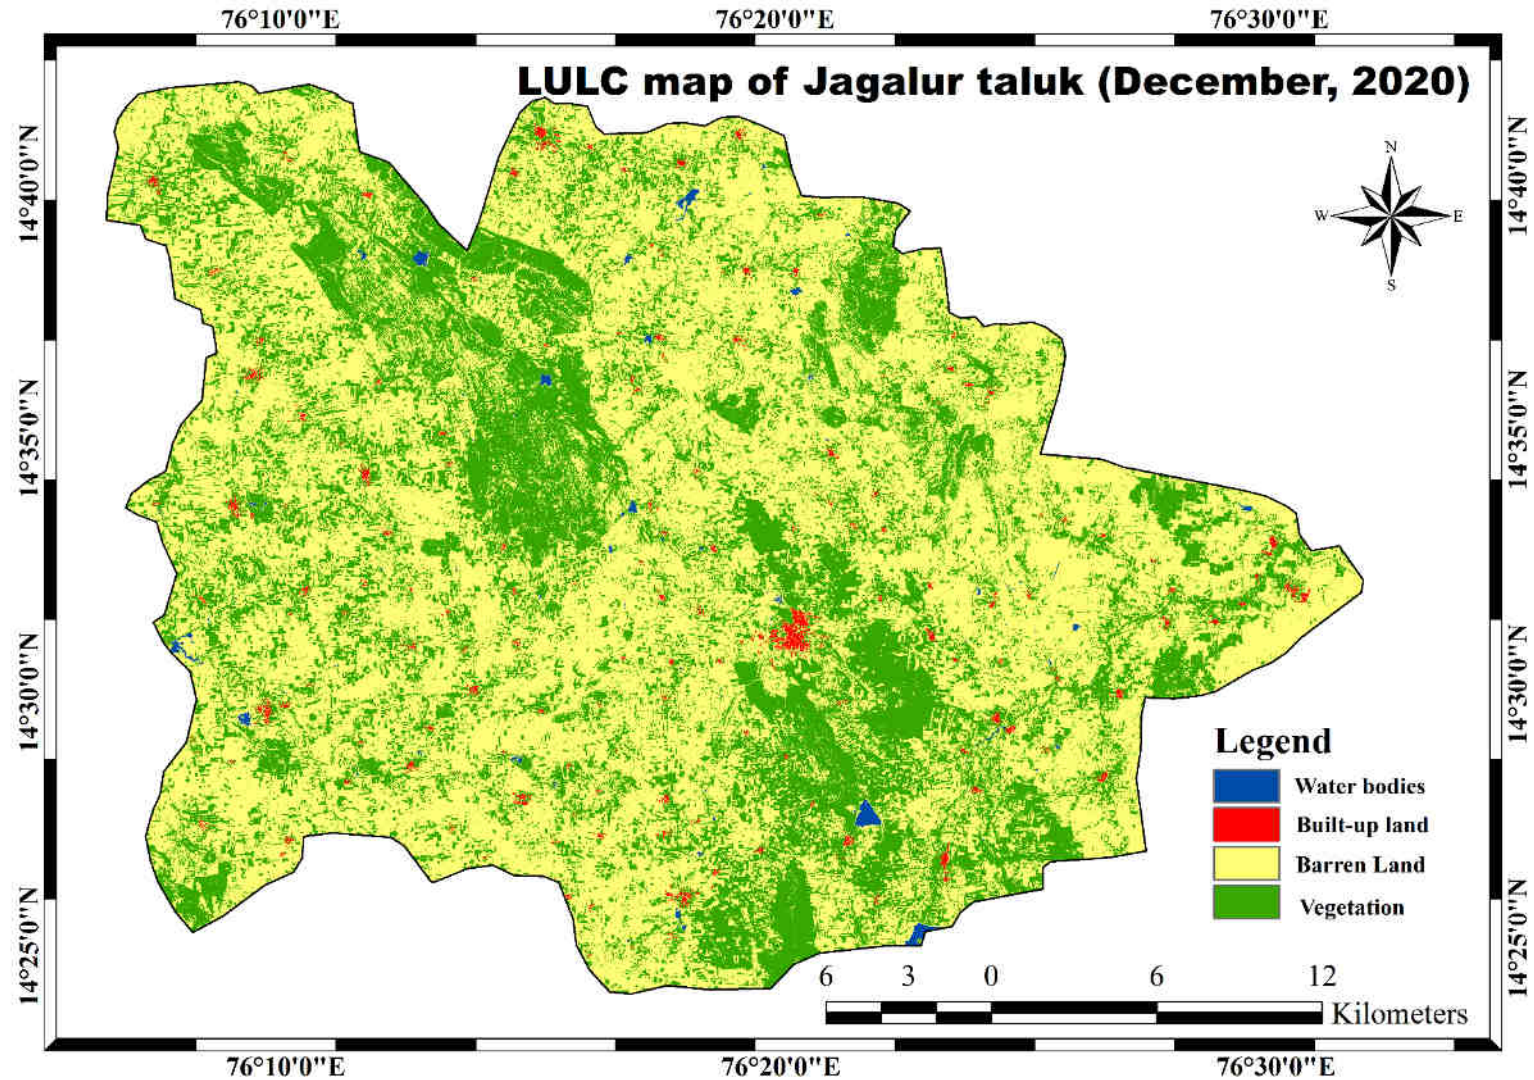 76°10'0"E 76°20'0"E 76°30'0"E
LULC map of Jagalur taluk (December, 2020)
14°40'0"N
14°40'0"N
N
W E
S
14°35'0"N
14°35'0"N
14°30'0"N
14°30'0"N
Legend
Water bodies
Built-up land
Barren Land
Vegetation
14°25'0"N
14°25'0"N
6 3 0 6 12
Kilometers
76°10'0"E 76°20'0"E 76°30'0"E